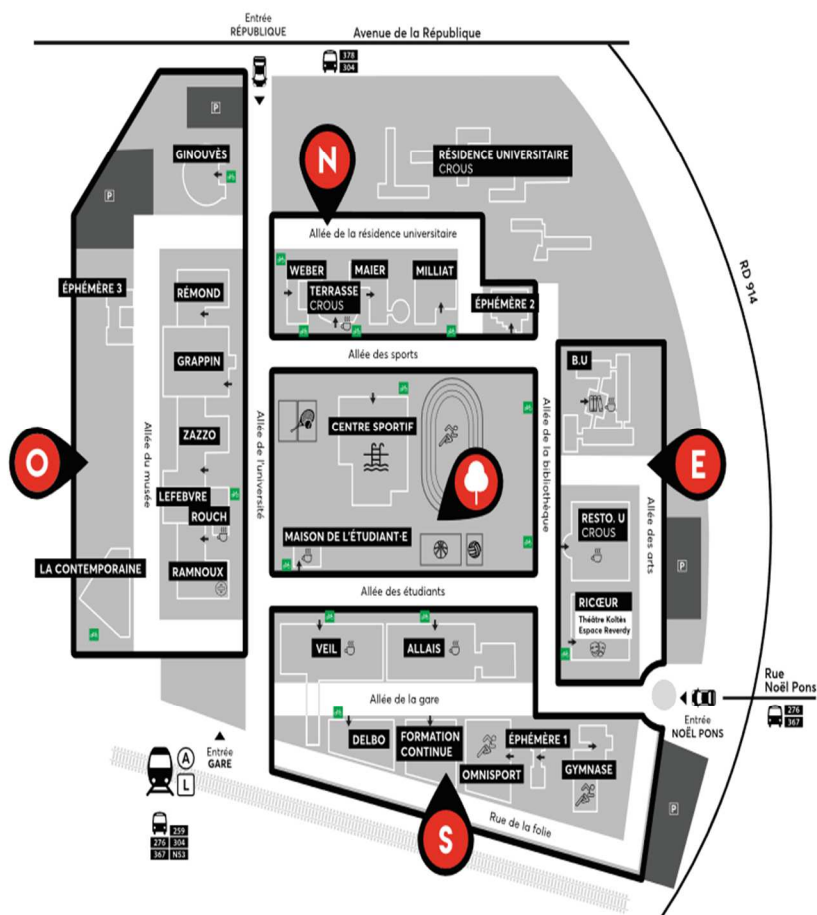 Entrée
RÉPUBLIQUE
Avenue de la République
378
304
P
GINOUVÈS
P
N
RÉSIDENCE UNIVERSITAIRE
CROUS
Allée de la résidence universitaire
WEBER
MAIER
MILLIAT
TERRASSE
CROUS
ÉPHÉMÈRE 2
RD 914
ÉPHÉMÈRE 3
RÉMOND
Allée des sports
GRAPPIN
B.U
CENTRE SPORTIF
ZAZZO
O
E
Allée du musée
Allée de l'université
Allée de la bibliothèque
Allée des arts
LEFEBVRE
ROUCH
RESTO. U
CROUS
MAISON DE L'ÉTUDIANT·E
LA CONTEMPORAINE
RAMNOUX
P
Allée des étudiants
RICŒUR
Théâtre Koltès
Espace Reverdy
VEIL
ALLAIS
Rue
Noël Pons
Allée de la gare
276
367
Entrée
NOËL PONS
DELBO
FORMATION
CONTINUE
ÉPHÉMÈRE 1
OMNISPORT
GYMNASE
Entrée
GARE
A
L
P
Rue de la folie
S
259
276 304
367 N53